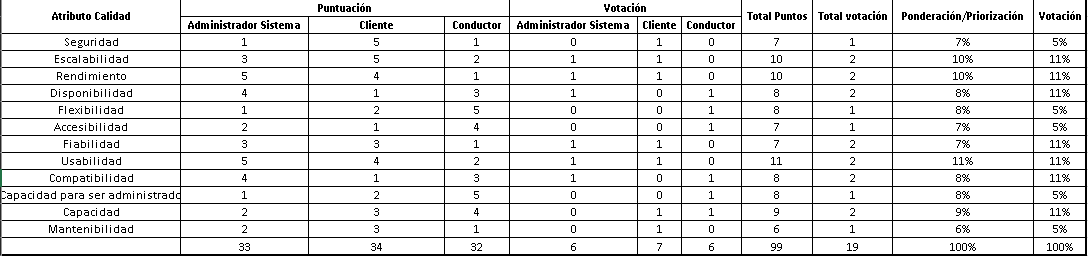 Atributo Calidad Puntuación Votación Total Puntos Total votación Ponderación/Priorización Votación
Administrador Sistema Cliente Conductor Administrador Sistema Cliente Conductor
Seguridad 1 5 1 0 1 0 7 1 7% 5%
Escalabilidad 3 5 2 1 1 0 10 2 10% 11%
Rendimiento 5 4 1 1 1 0 10 2 10% 11%
Disponibilidad 4 1 3 1 0 1 8 2 8% 11%
Flexibilidad 1 2 5 0 0 1 8 1 8% 5%
Accesibilidad 2 1 4 0 0 1 7 1 7% 5%
Fiabilidad 3 3 1 1 1 0 7 2 7% 11%
Usabilidad 5 4 2 1 1 0 11 2 11% 11%
Compatibilidad 4 1 3 1 0 1 8 2 8% 11%
Capacidad para ser administrado 1 2 5 0 0 1 8 1 8% 5%
Capacidad 2 3 4 0 1 1 9 2 9% 11%
Mantenibilidad 2 3 1 0 1 0 6 1 6% 5%
33 34 32 6 7 6 99 19 100% 100%